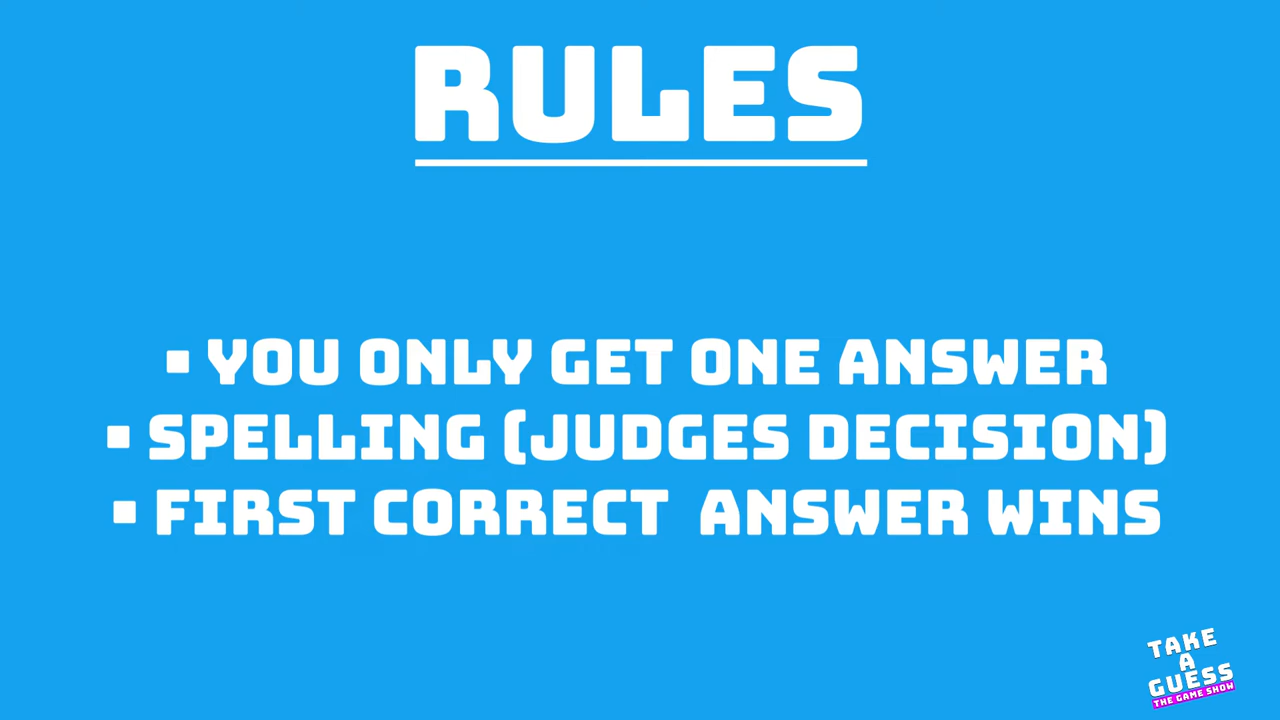 RULES
▪ YOU ONLY GET ONE ANSWER
▪ SPELLING (JUDGES DECISION)
▪ FIRST CORRECT  ANSWER WINS
TAKE
A
GUESS
THE GAME SHOW